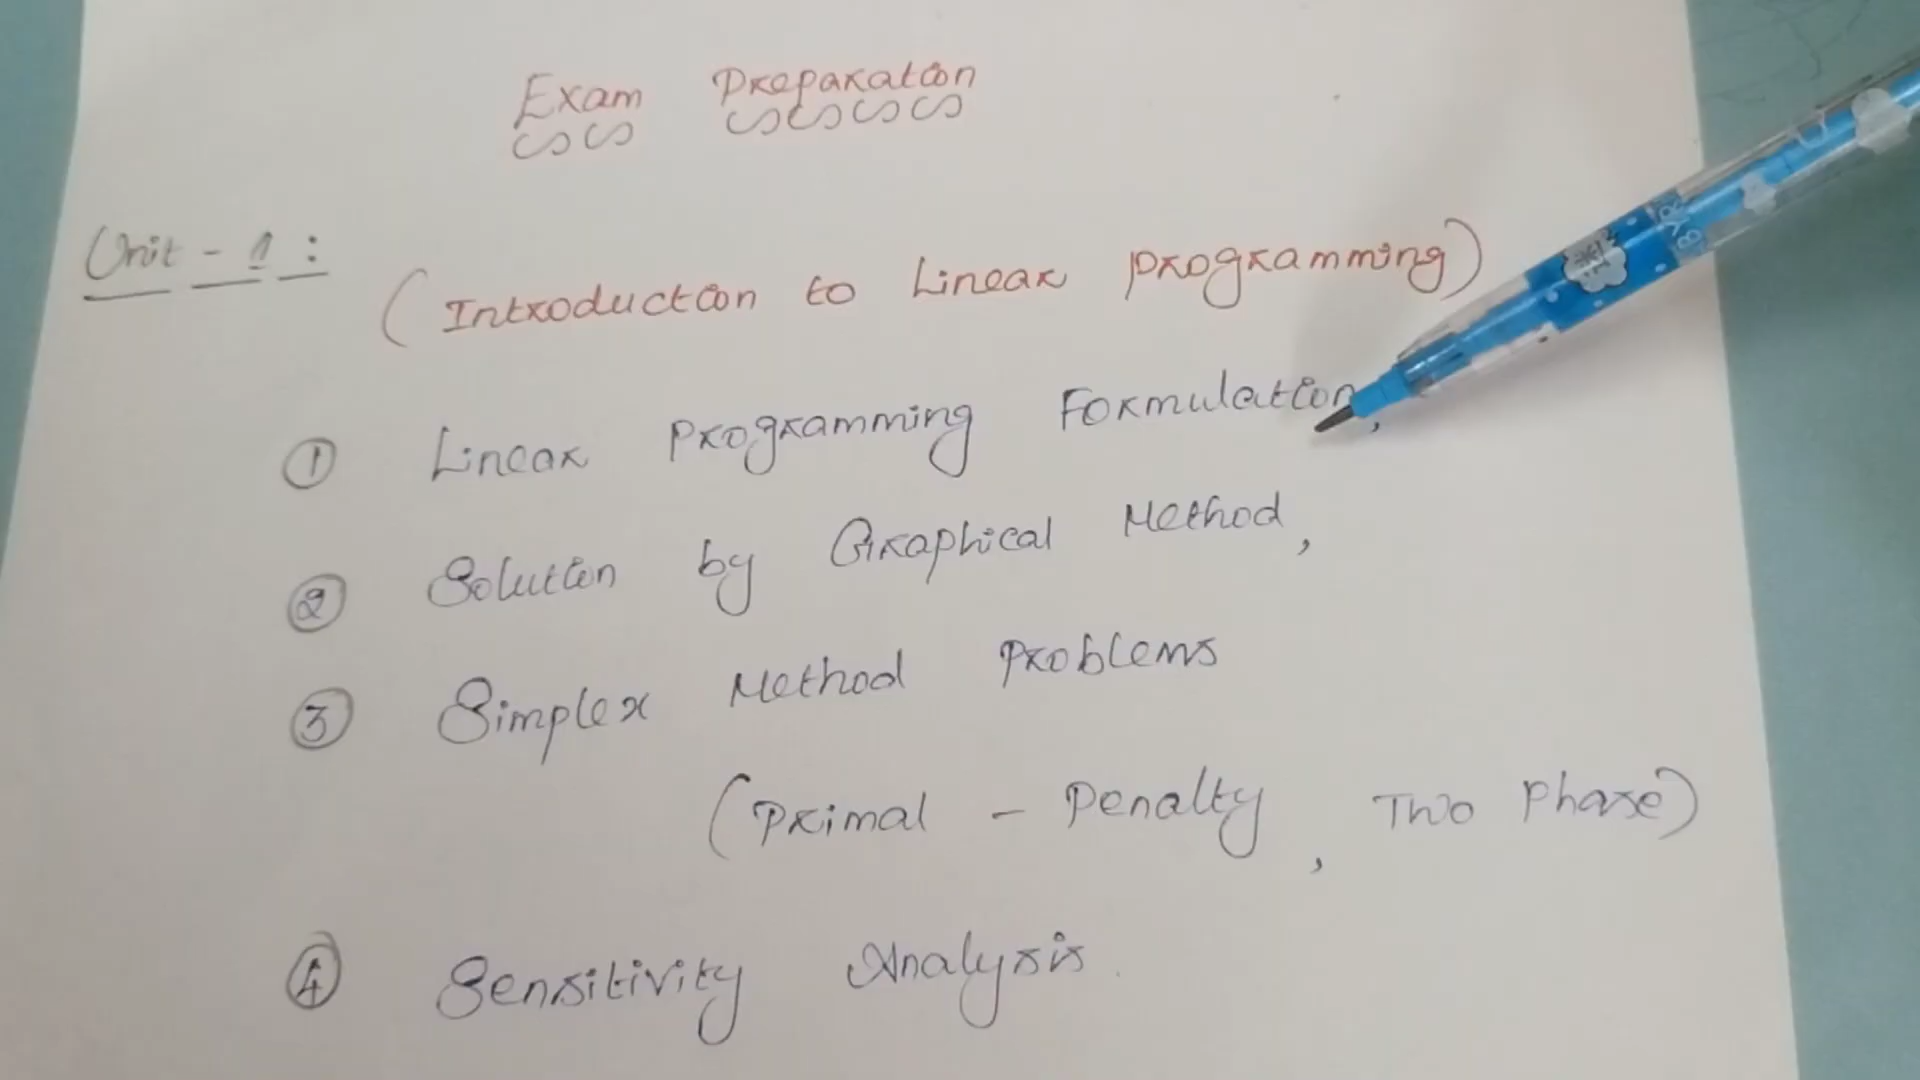 Exam Preparation
Unit - 1 :
(Introduction to Linear programming)
① Linear Programming Formulation,
② Solution by Graphical Method,
③ Simplex Method Problems
(Primal - Penalty, Two Phase)
④ Sensitivity Analysis.